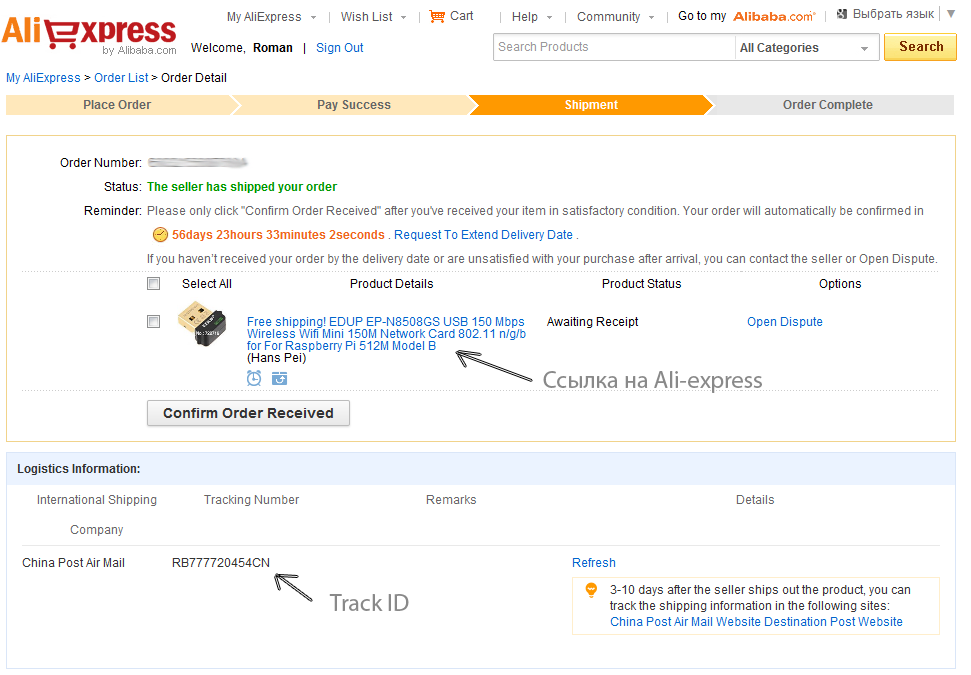 My AliExpress | Wish List | Cart | Help | Community | Go to my Alibaba.com | Выбрать язык
AliExpress
by Alibaba.com
Welcome, Roman | Sign Out
Search Products All Categories Search
My AliExpress > Order List > Order Detail
Place Order Pay Success Shipment Order Complete
Order Number:
Status: The seller has shipped your order
Reminder: Please only click "Confirm Order Received" after you've received your item in satisfactory condition. Your order will automatically be confirmed in
56days 23hours 33minutes 2seconds . Request To Extend Delivery Date .
If you haven't received your order by the delivery date or are unsatisfied with your purchase after arrival, you can contact the seller or Open Dispute.
Select All Product Details Product Status Options
Free shipping! EDUP EP-N8508GS USB 150 Mbps Awaiting Receipt Open Dispute
Wireless Wifi Mini 150M Network Card 802.11 n/g/b
for For Raspberry Pi 512M Model B
(Hans Pei)
Ссылка на Ali-express
Confirm Order Received
Logistics Information:
International Shipping Tracking Number Remarks Details
Company
China Post Air Mail RB777720454CN Refresh
3-10 days after the seller ships out the product, you can
track the shipping information in the following sites:
China Post Air Mail Website Destination Post Website
Track ID